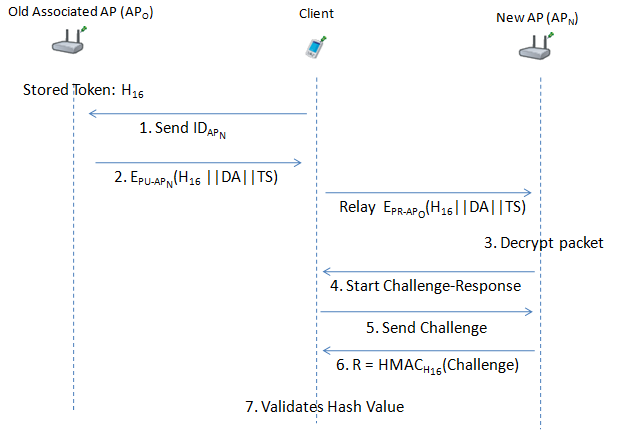 Old Associated AP (APO)
Client
New AP (APN)
Stored Token: H16
1. Send IDAPN
2. EPU-APN(H16 ||DA||TS)
Relay EPR-APO(H16||DA||TS)
3. Decrypt packet
4. Start Challenge-Response
5. Send Challenge
6. R = HMACH16(Challenge)
7. Validates Hash Value